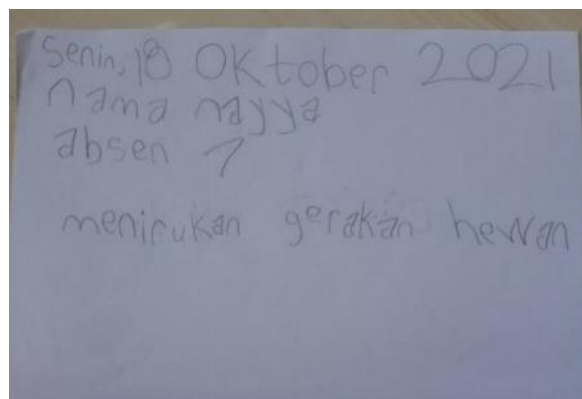 Senin, 18 Oktober 2021
nama nayya
absen 7
menirukan gerakan hewan